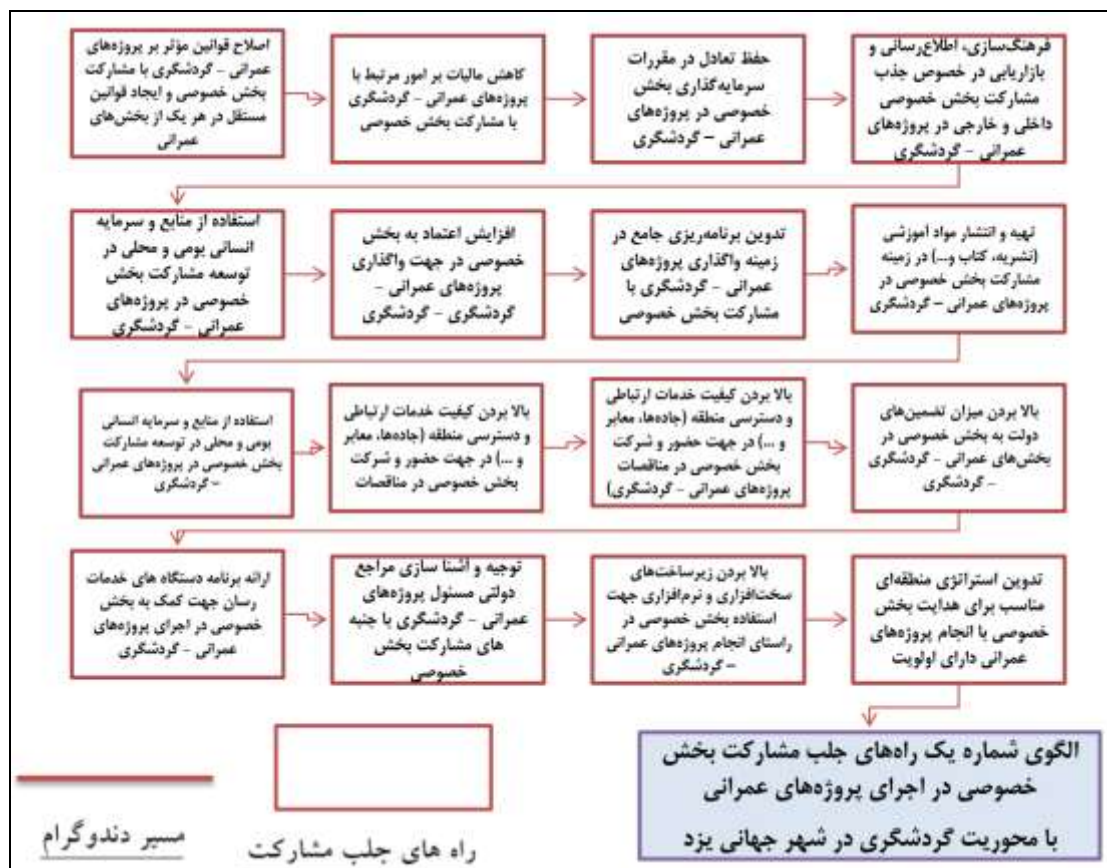 اصلاح قوانین مؤثر بر پروژه‌های
عمرانی – گردشگری با مشارکت
بخش خصوصی و ایجاد قوانین
مستقل در هر یک از بخش‌های
عمرانی
کاهش مالیات بر امور مرتبط با
پروژه‌های عمرانی – گردشگری
با مشارکت بخش خصوصی
حفظ تعادل در مقررات
سرمایه‌گذاری بخش
خصوصی در پروژه‌های
عمرانی – گردشگری
فرهنگ‌سازی، اطلاع‌رسانی و
بازاریابی در خصوص جذب
مشارکت بخش خصوصی
داخلی و خارجی در پروژه‌های
عمرانی – گردشگری
استفاده از منابع و سرمایه
انسانی بومی و محلی در
توسعه مشارکت بخش
خصوصی در پروژه‌های
عمرانی – گردشگری
افزایش اعتماد به بخش
خصوصی در جهت واگذاری
پروژه‌های عمرانی –
گردشگری – گردشگری
تدوین برنامه‌ریزی جامع در
زمینه واگذاری پروژه‌های
عمرانی – گردشگری با
مشارکت بخش خصوصی
تهیه و انتشار مواد آموزشی
(نشریه، کتاب و...) در زمینه
مشارکت بخش خصوصی در
پروژه‌های عمرانی – گردشگری
استفاده از منابع و سرمایه انسانی
بومی و محلی در توسعه مشارکت
بخش خصوصی در پروژه‌های عمرانی
– گردشگری
بالا بردن کیفیت خدمات ارتباطی
و دسترسی منطقه (جاده‌ها، معابر
و ...) در جهت حضور و شرکت
بخش خصوصی در مناقصات
بالا بردن کیفیت خدمات ارتباطی
و دسترسی منطقه (جاده‌ها، معابر
و ...) در جهت حضور و شرکت
بخش خصوصی در مناقصات
پروژه‌های عمرانی – گردشگری)
بالا بردن میزان تضمین‌های
دولت به بخش خصوصی در
بخش‌های عمرانی – گردشگری
– گردشگری
ارائه برنامه دستگاه های خدمات
رسان جهت کمک به بخش
خصوصی در اجرای پروژه‌های
عمرانی – گردشگری
توجیه و آشنا سازی مراجع
دولتی مسئول پروژه‌های
عمرانی – گردشگری با جنبه
های مشارکت بخش
خصوصی
بالا بردن زیرساخت‌های
سخت‌افزاری و نرم‌افزاری جهت
استفاده بخش خصوصی در
راستای انجام پروژه‌های عمرانی
– گردشگری
تدوین استراتژی منطقه‌ای
مناسب برای هدایت بخش
خصوصی با انجام پروژه‌های
عمرانی دارای اولویت
الگوی شماره یک راه‌های جلب مشارکت بخش
خصوصی در اجرای پروژه‌های عمرانی
با محوریت گردشگری در شهر جهانی یزد
راه های جلب مشارکت
مسیر دندوگرام